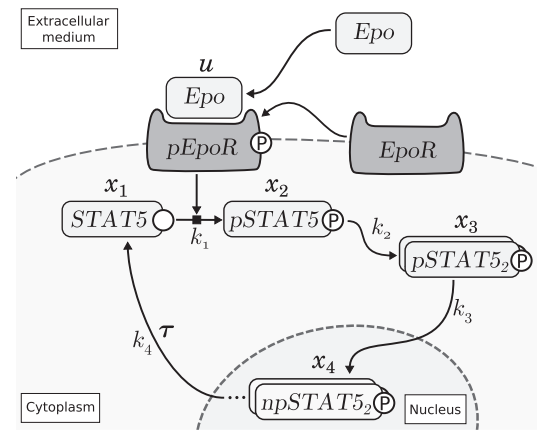 Extracellular
medium
Epo
u
Epo
pEpoR
P
EpoR
x₁
x₂
STAT5
pSTAT5
P
k₁
k₂
x₃
pSTAT5₂
P
k₃
τ
k₄
x₄
...
npSTAT5₂
P
Cytoplasm
Nucleus